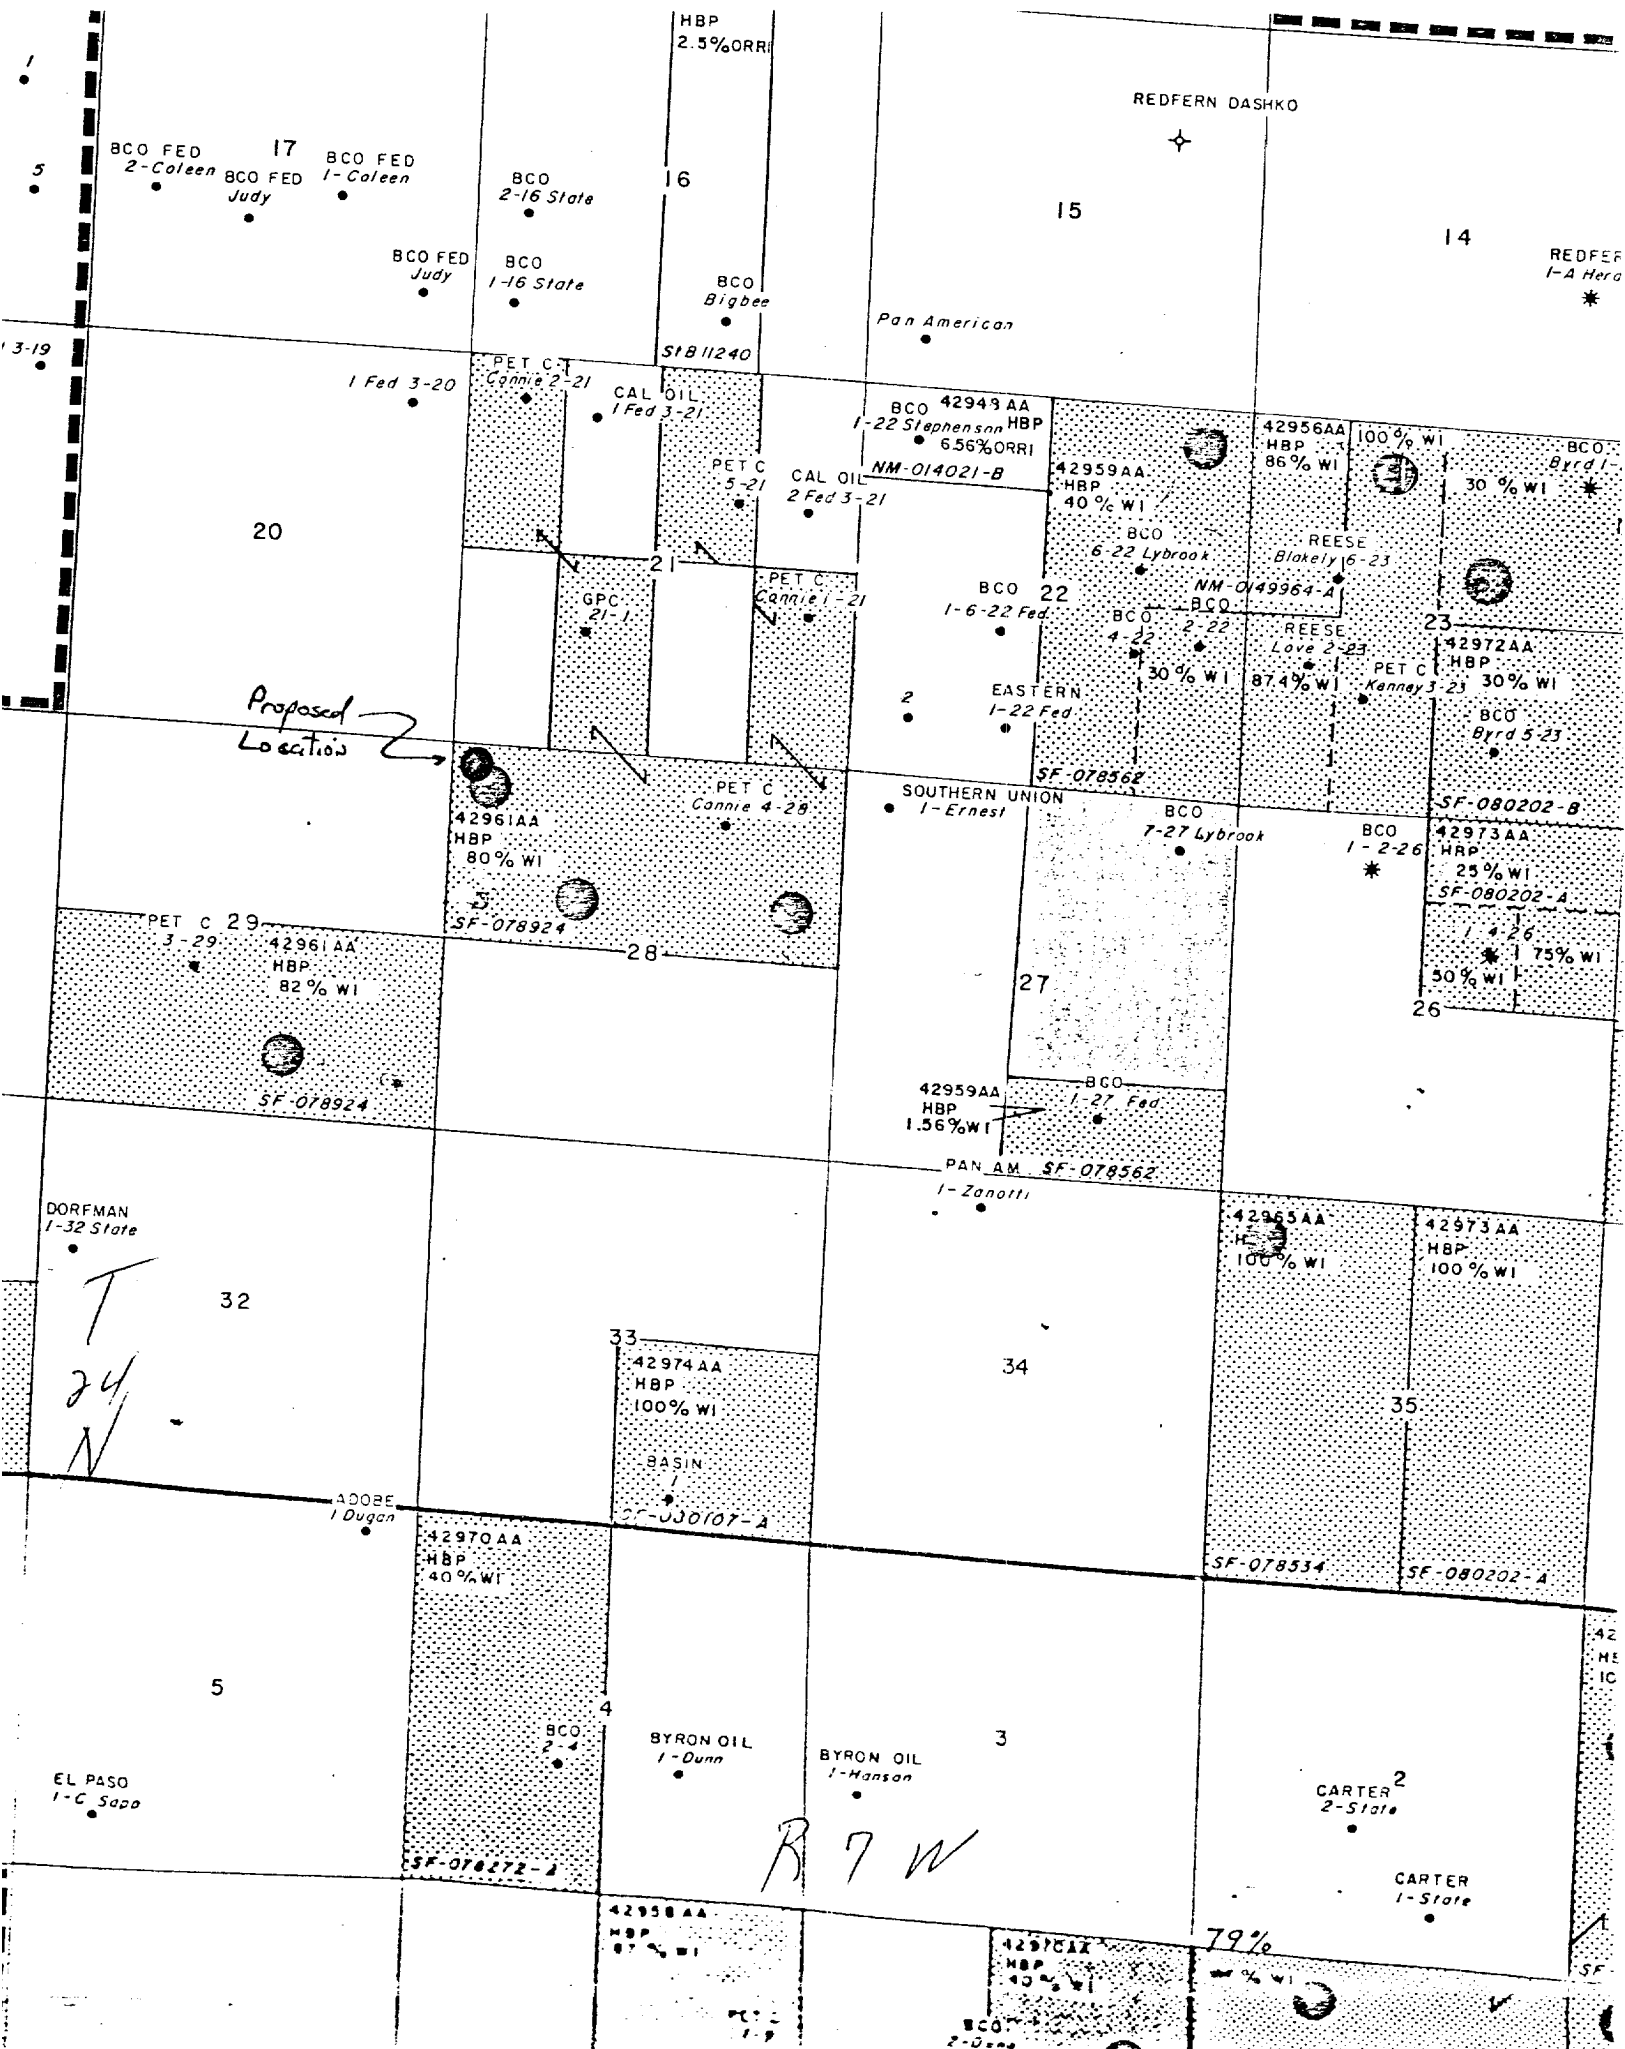 HBP
2.5%ORRI
1
5
REDFERN DASHKO
17
BCO FED
2-Coleen
BCO FED
Judy
BCO FED
1-Coleen
BCO
2-16 State
16
15
14
BCO FED
Judy
BCO
1-16 State
BCO
Bigbee
Pan American
1-A Hera
StB11240
3-19
1 Fed 3-20
PET C
Connie 2-21
CAL OIL
1 Fed 3-21
PET C
5-21
CAL OIL
2 Fed 3-21
BCO
1-22 Stephenson
42948AA
HBP
6.56%ORRI
NM-014021-B
42959AA
HBP
40% WI
42956AA
HBP
86% WI
100% WI
30% WI
BCO
Byrd 1-
20
21
GPC
21-1
PET C
Connie 1-21
BCO
6-22 Lybrook
REESE
Blakely 6-23
NM-0149964-A
BCO
1-6-22 Fed
22
BCO
4-22
BCO
2-22
REESE
Love 2-23
23
42972AA
HBP
30% WI
30% WI
87.4% WI
PET C
Kenney 3-23
BCO
Byrd 5-23
2
EASTERN
1-22 Fed
Proposed
Location
SF-078562
SF-080202-B
PET C
Connie 4-28
SOUTHERN UNION
1-Ernest
BCO
7-27 Lybrook
BCO
1-2-26
42973AA
HBP
25% WI
SF-080202-A
42961AA
HBP
80% WI
5
SF-078924
28
1 4-26
75% WI
50% WI
26
PET C
3-29
29
42961AA
HBP
82% WI
27
SF-078924
42959AA
HBP
1.56%WI
BCO
1-27 Fed
PAN AM
1-Zanotti
SF-078562
DORFMAN
1-32 State
T
24
N
32
42965AA
100% WI
42973AA
HBP
100% WI
33
42974AA
HBP
100% WI
34
35
BASIN
1
ADOBE
1 Dugan
SF-078534
SF-080202-A
42970AA
HBP
40% WI
5
4
3
2
BCO
2-4
BYRON OIL
1-Dunn
BYRON OIL
1-Hanson
EL PASO
CARTER
2-State
R 7 W
SF-078272-A
CARTER
1-State
42958AA
HBP
87% WI
HBP
79%
% WI
BCO
SF-